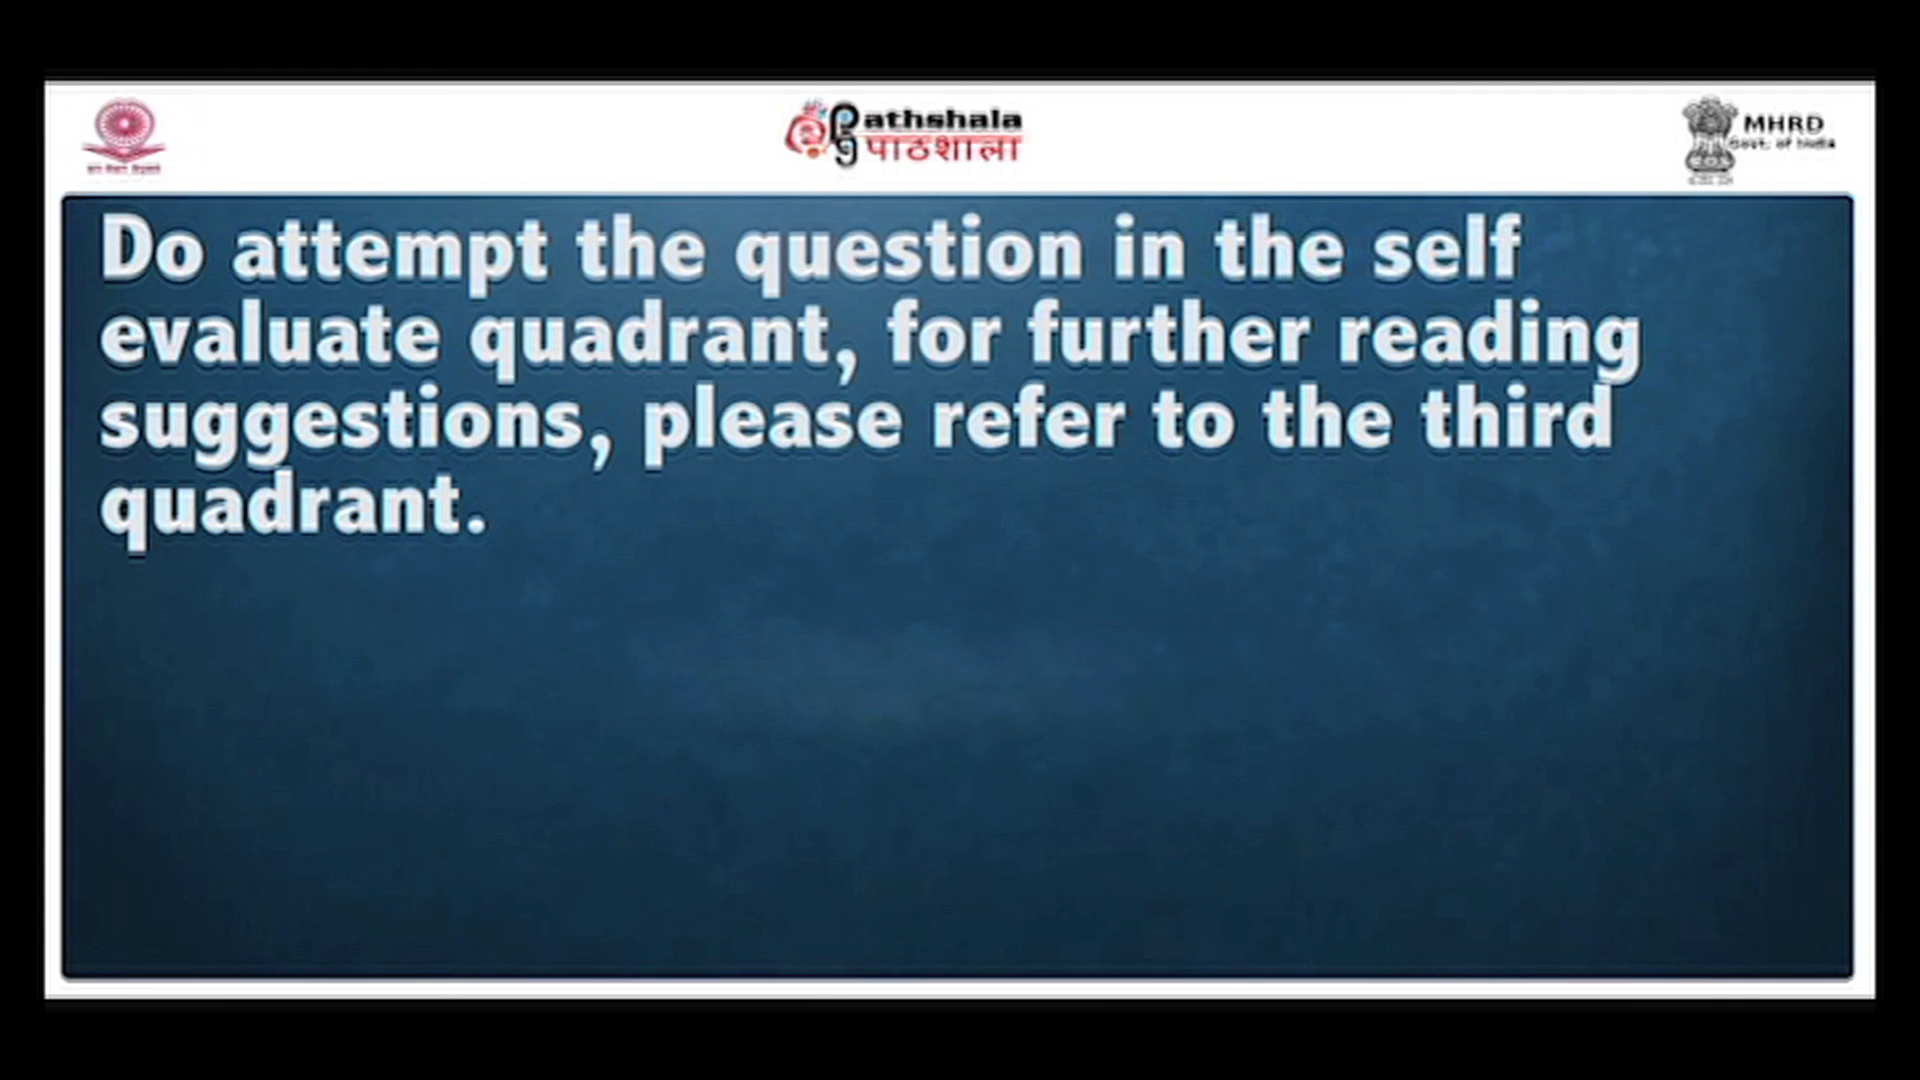 Pathshala
पाठशाला
MHRD
Govt. of India
Do attempt the question in the self
evaluate quadrant, for further reading
suggestions, please refer to the third
quadrant.